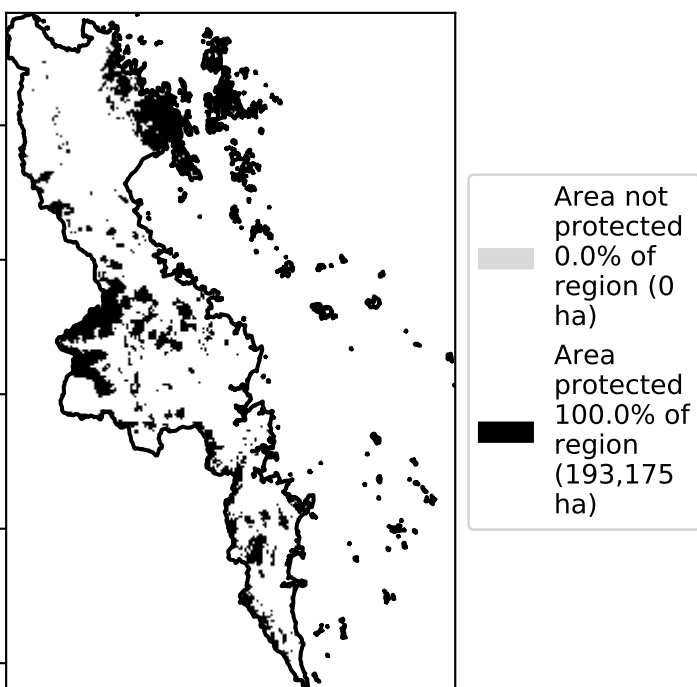 Area not
protected
0.0% of
region (0
ha)
Area
protected
100.0% of
region
(193,175
ha)